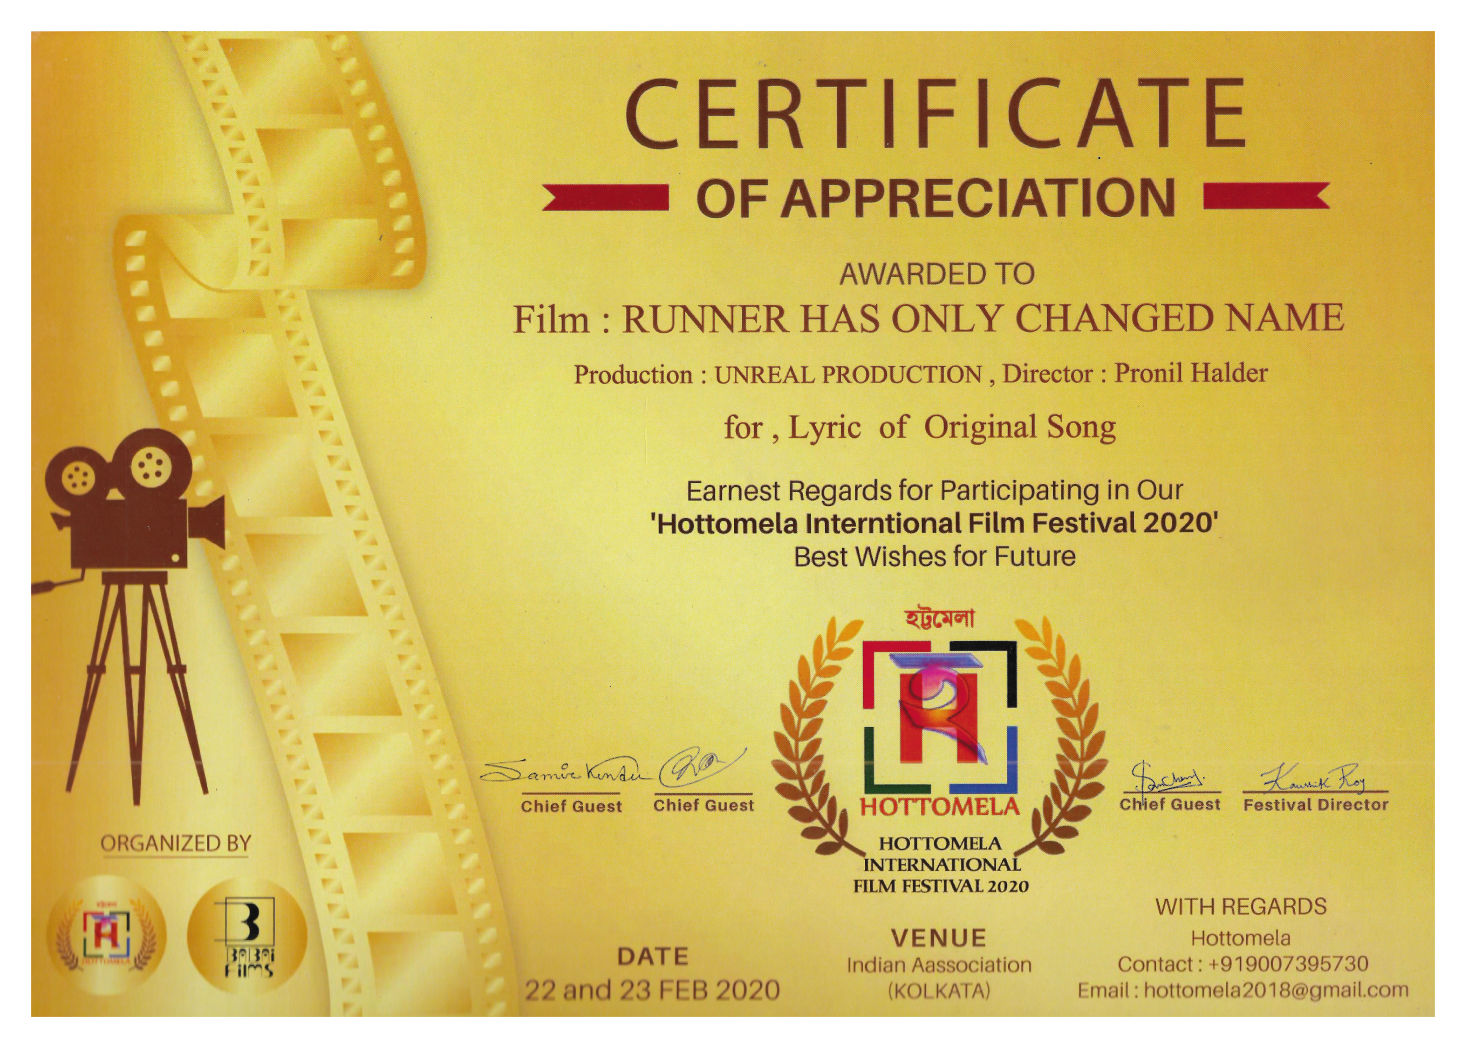 CERTIFICATE
OF APPRECIATION
AWARDED TO
Film : RUNNER HAS ONLY CHANGED NAME
Production : UNREAL PRODUCTION , Director : Pronil Halder
for , Lyric of Original Song
Earnest Regards for Participating in Our
'Hottomela Interntional Film Festival 2020'
Best Wishes for Future
হট্টমেলা
HOTTOMELA
HOTTOMELA
INTERNATIONAL
FILM FESTIVAL 2020
Samir Kundu
Chief Guest
Chief Guest
Chief Guest
Kaushik Roy
Festival Director
ORGANIZED BY
হট্টমেলা
HOTTOMELA
B
BABAI
FilmS
DATE
22 and 23 FEB 2020
VENUE
Indian Aassociation
(KOLKATA)
WITH REGARDS
Hottomela
Contact : +919007395730
Email : hottomela2018@gmail.com